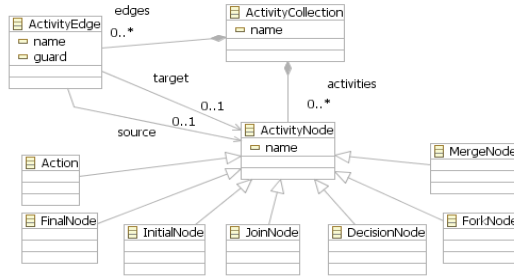 edges
ActivityEdge
name
guard
0..*
ActivityCollection
name
target
0..1
source
0..1
activities
0..*
ActivityNode
name
Action
MergeNode
FinalNode
InitialNode
JoinNode
DecisionNode
ForkNode